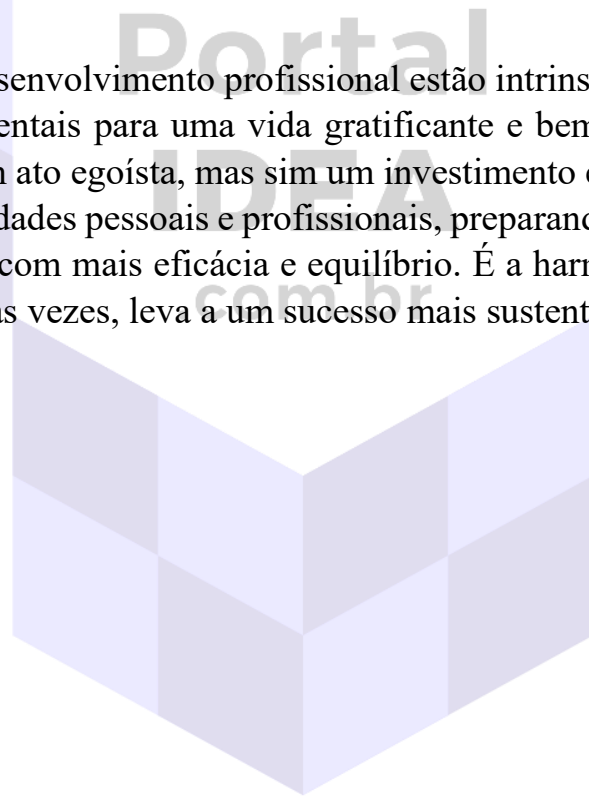 Portal
senvolvimento profissional estão intrins
entais para uma vida gratificante e bem
IDEA
ato egoísta, mas sim um investimento
dades pessoais e profissionais, preparand
com mais eficácia e equilíbrio. É a harr
com br
as vezes, leva a um sucesso mais sustent